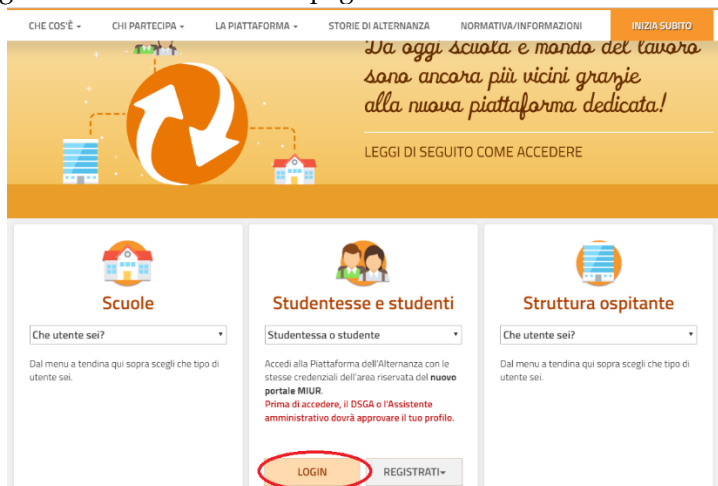 CHE COS'È
CHI PARTECIPA
LA PIATTAFORMA
STORIE DI ALTERNANZA
NORMATIVA/INFORMAZIONI
INIZIA SUBITO
Da oggi scuola e mondo del lavoro
sono ancora più vicini grazie
alla nuova piattaforma dedicata!
LEGGI DI SEGUITO COME ACCEDERE
Scuole
Che utente sei?
Dal menu a tendina qui sopra scegli che tipo di
utente sei.
Studentesse e studenti
Studentessa o studente
Accedi alla Piattaforma dell'Alternanza con le
stesse credenziali dell'area riservata del nuovo
portale MIUR.
Prima di accedere, il DSGA o l'Assistente
amministrativo dovrà approvare il tuo profilo.
LOGIN
REGISTRATI
Struttura ospitante
Che utente sei?
Dal menu a tendina qui sopra scegli che tipo di
utente sei.